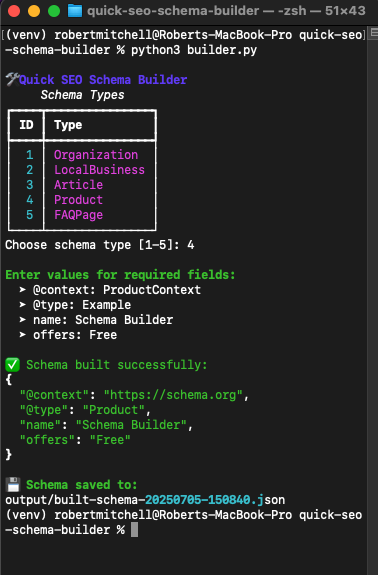 quick-seo-schema-builder — -zsh — 51×43
[(venv) robertmitchell@Roberts-MacBook-Pro quick-seo]
-schema-builder % python3 builder.py
🛠️Quick SEO Schema Builder
Schema Types
ID Type
1 Organization
2 LocalBusiness
3 Article
4 Product
5 FAQPage
Choose schema type [1-5]: 4
Enter values for required fields:
➤ @context: ProductContext
➤ @type: Example
➤ name: Schema Builder
➤ offers: Free
✅ Schema built successfully:
{
"@context": "https://schema.org",
"@type": "Product",
"name": "Schema Builder",
"offers": "Free"
}
💾 Schema saved to:
output/built-schema-20250705-150840.json
(venv) robertmitchell@Roberts-MacBook-Pro quick-seo
-schema-builder %